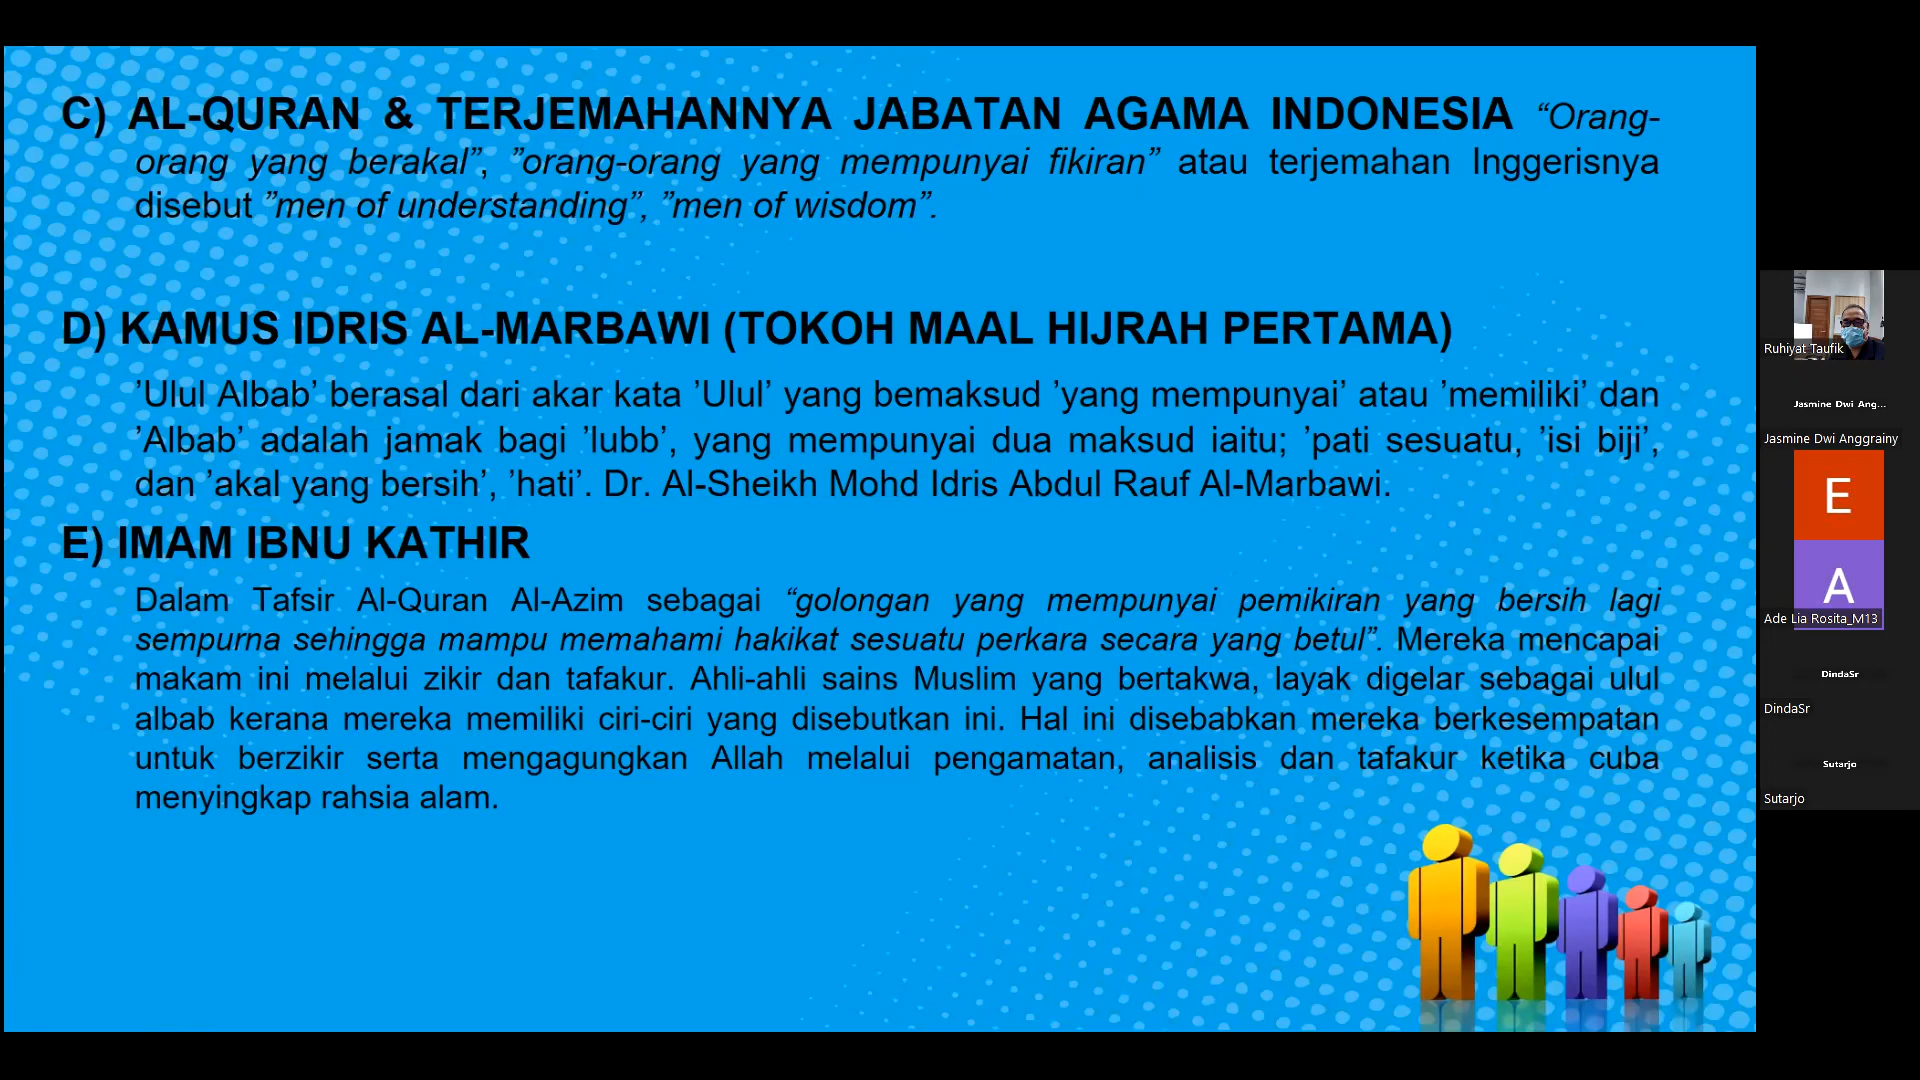 C) AL-QURAN & TERJEMAHANNYA JABATAN AGAMA INDONESIA “Orang-
orang yang berakal”, ”orang-orang yang mempunyai fikiran” atau terjemahan Inggerisnya
disebut ”men of understanding”, ”men of wisdom”.
D) KAMUS IDRIS AL-MARBAWI (TOKOH MAAL HIJRAH PERTAMA)
’Ulul Albab’ berasal dari akar kata ’Ulul’ yang bemaksud ’yang mempunyai’ atau ’memiliki’ dan
’Albab’ adalah jamak bagi ’lubb’, yang mempunyai dua maksud iaitu; ’pati sesuatu, ’isi biji’,
dan ’akal yang bersih’, ’hati’. Dr. Al-Sheikh Mohd Idris Abdul Rauf Al-Marbawi.
E) IMAM IBNU KATHIR
Dalam Tafsir Al-Quran Al-Azim sebagai “golongan yang mempunyai pemikiran yang bersih lagi
sempurna sehingga mampu memahami hakikat sesuatu perkara secara yang betul”. Mereka mencapai
makam ini melalui zikir dan tafakur. Ahli-ahli sains Muslim yang bertakwa, layak digelar sebagai ulul
albab kerana mereka memiliki ciri-ciri yang disebutkan ini. Hal ini disebabkan mereka berkesempatan
untuk berzikir serta mengagungkan Allah melalui pengamatan, analisis dan tafakur ketika cuba
menyingkap rahsia alam.
Ruhiyat Taufik
Jasmine Dwi Ang...
Jasmine Dwi Anggrainy
E
A
Ade Lia Rosita_M13
DindaSr
DindaSr
Sutarjo
Sutarjo